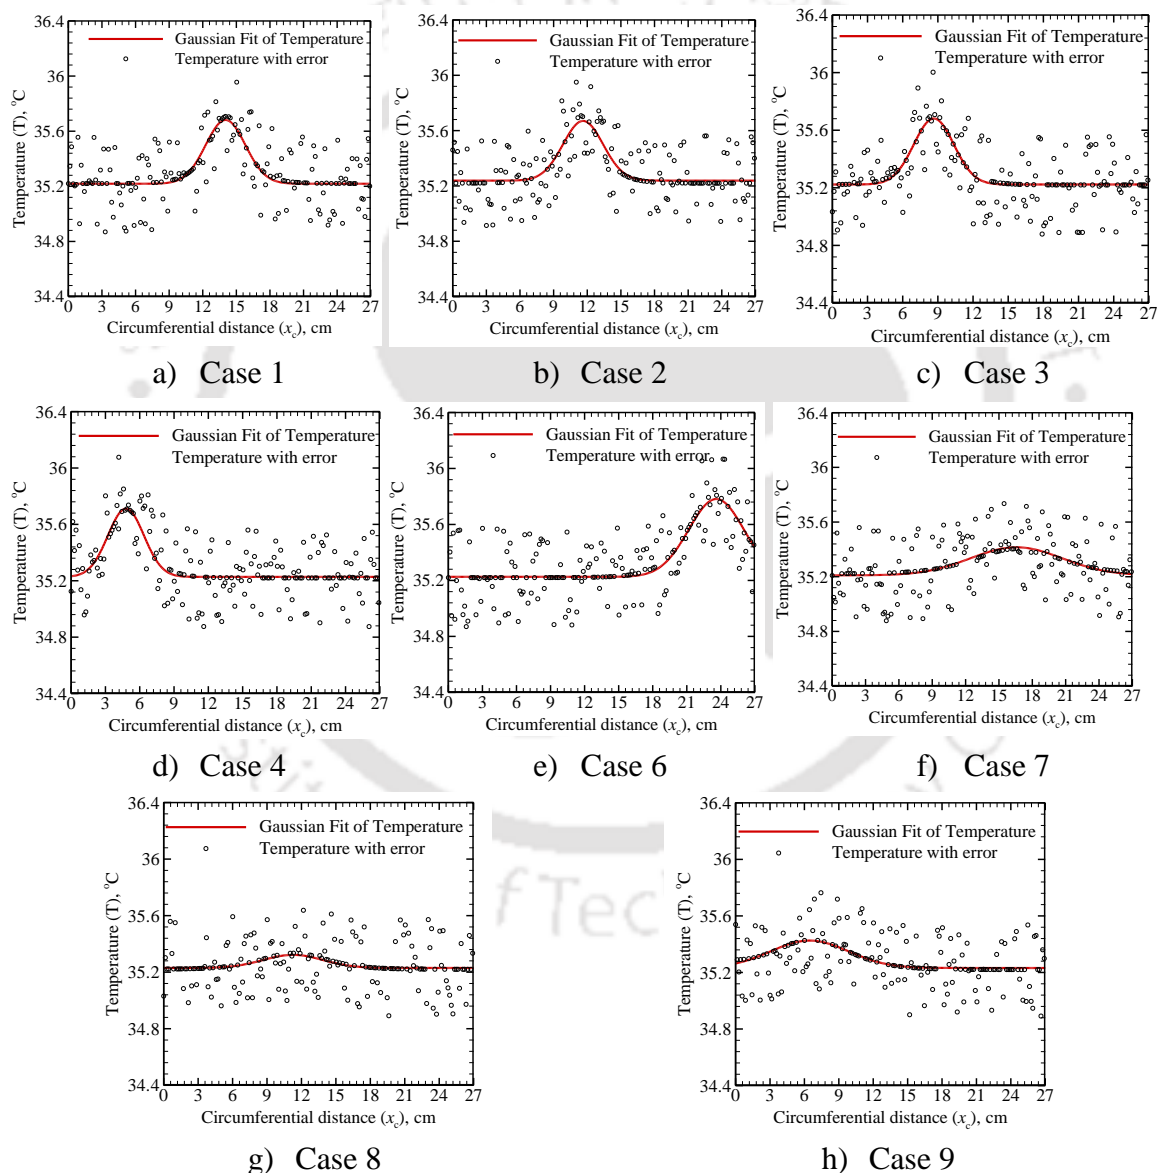 36.4
36
35.6
35.2
34.8
34.4
Temperature (T), °C
Gaussian Fit of Temperature
Temperature with error
0 3 6 9 12 15 18 21 24 27
Circumferential distance (x_c), cm
a) Case 1
36.4
36
35.6
35.2
34.8
34.4
Temperature (T), °C
Gaussian Fit of Temperature
Temperature with error
0 3 6 9 12 15 18 21 24 27
Circumferential distance (x_c), cm
b) Case 2
36.4
36
35.6
35.2
34.8
34.4
Temperature (T), °C
Gaussian Fit of Temperature
Temperature with error
0 3 6 9 12 15 18 21 24 27
Circumferential distance (x_c), cm
c) Case 3
36.4
36
35.6
35.2
34.8
34.4
Temperature (T), °C
Gaussian Fit of Temperature
Temperature with error
0 3 6 9 12 15 18 21 24 27
Circumferential distance (x_c), cm
d) Case 4
36.4
36
35.6
35.2
34.8
34.4
Temperature (T), °C
Gaussian Fit of Temperature
Temperature with error
0 3 6 9 12 15 18 21 24 27
Circumferential distance (x_c), cm
e) Case 6
36.4
36
35.6
35.2
34.8
34.4
Temperature (T), °C
Gaussian Fit of Temperature
Temperature with error
0 3 6 9 12 15 18 21 24 27
Circumferential distance (x_c), cm
f) Case 7
36.4
36
35.6
35.2
34.8
34.4
Temperature (T), °C
Gaussian Fit of Temperature
Temperature with error
0 3 6 9 12 15 18 21 24 27
Circumferential distance (x_c), cm
g) Case 8
f Tec
36.4
36
35.6
35.2
34.8
34.4
Temperature (T), °C
Gaussian Fit of Temperature
Temperature with error
0 3 6 9 12 15 18 21 24 27
Circumferential distance (x_c), cm
h) Case 9